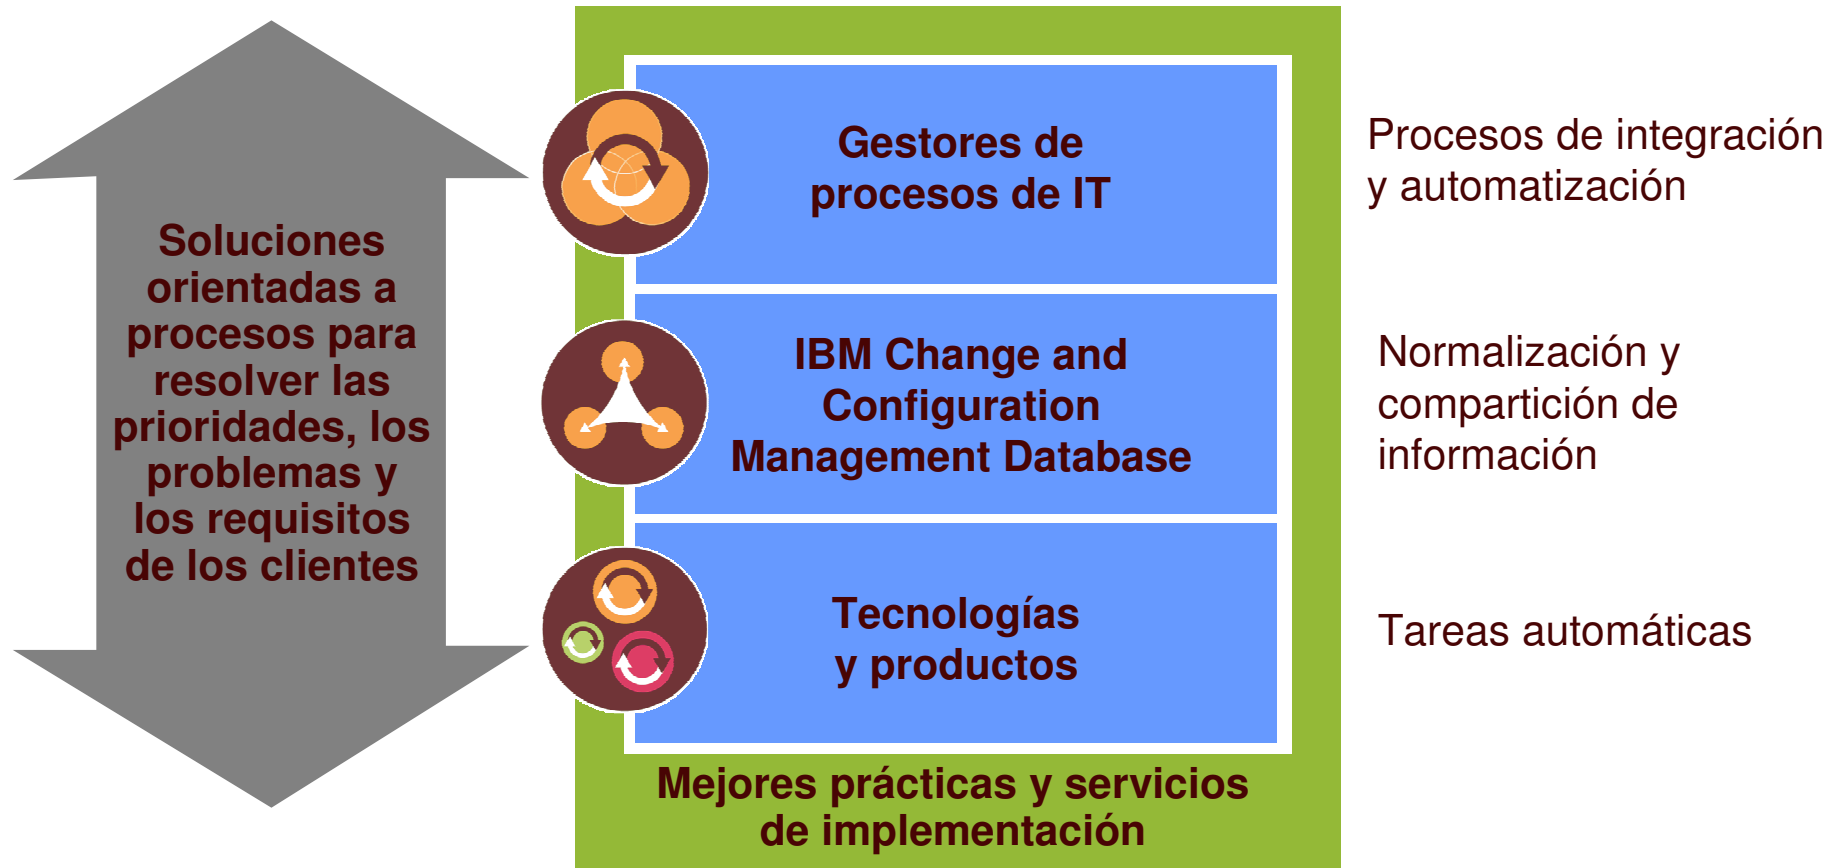 Soluciones
orientadas a
procesos para
resolver las
prioridades, los
problemas y
los requisitos
de los clientes
Gestores de
procesos de IT
Procesos de integración
y automatización
IBM Change and
Configuration
Management Database
Normalización y
compartición de
información
Tecnologías
y productos
Tareas automáticas
Mejores prácticas y servicios
de implementación